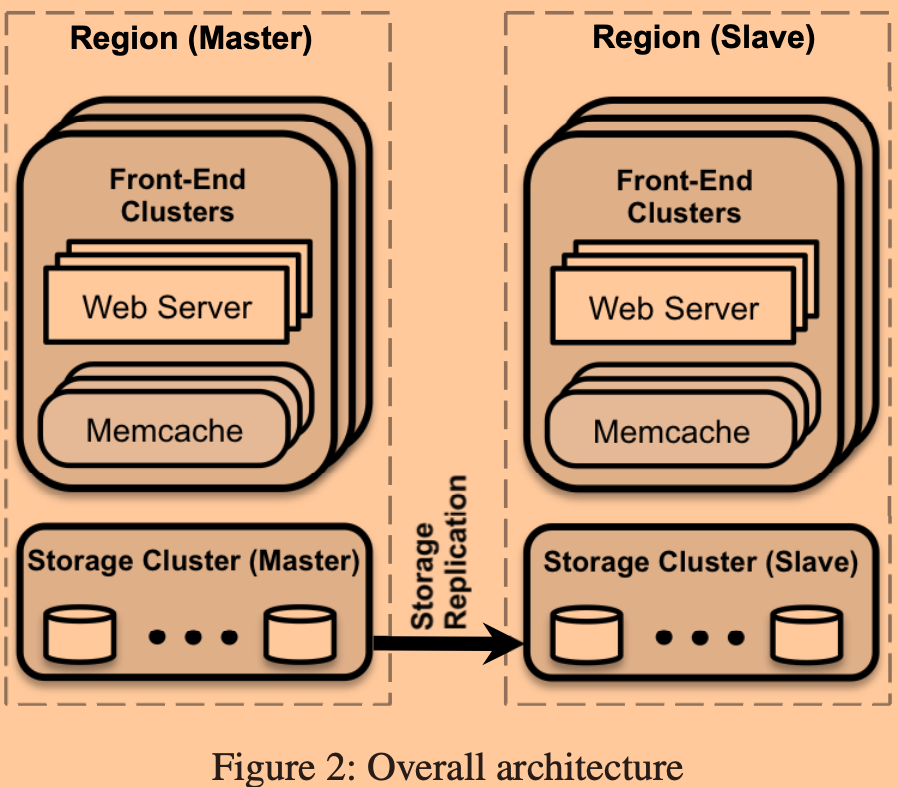 Region (Master)
Front-End
Clusters
Web Server
Memcache
Storage Cluster (Master)
Storage
Replication
Region (Slave)
Front-End
Clusters
Web Server
Memcache
Storage Cluster (Slave)
Figure 2: Overall architecture